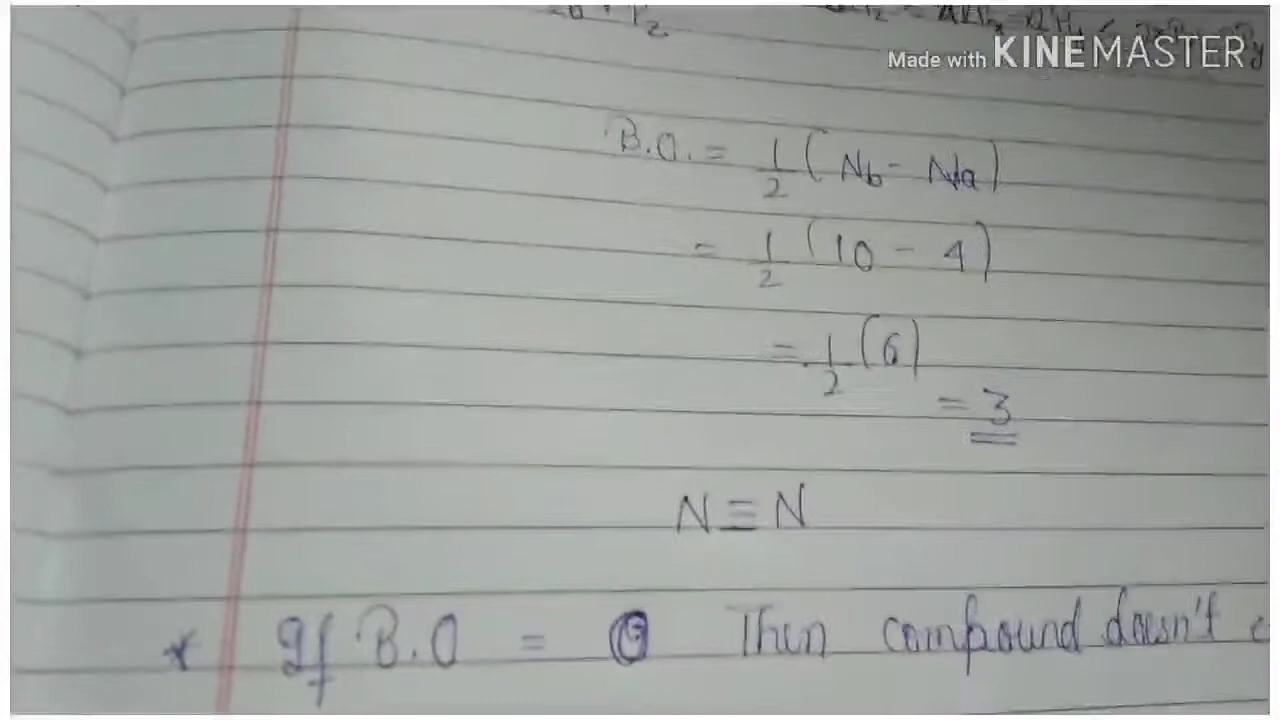 Made with KINEMASTER
B.O. = 1/2 (Nb - Na)
= 1/2 (10 - 4)
= 1/2 (6)
= 3
N ≡ N
* If B.O = 0 Then compound doesn't